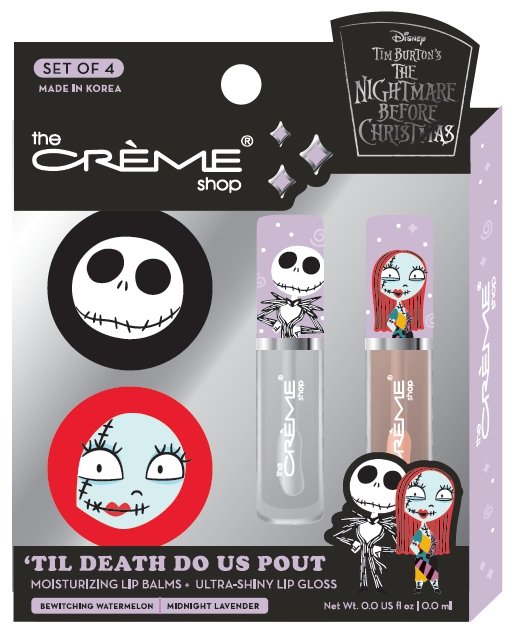 SET OF 4
MADE IN KOREA
the
CRÈME®
shop
Disney
TIM BURTON'S
THE
NIGHTMARE
BEFORE
CHRISTMAS
the
CRÈME
shop
the
CRÈME
shop
the
CRÈME®
shop
'TIL DEATH DO US POUT
MOISTURIZING LIP BALMS + ULTRA-SHINY LIP GLOSS
BEWITCHING WATERMELON | MIDNIGHT LAVENDER
Net Wt. 0.0 US fl oz | 0.0 ml